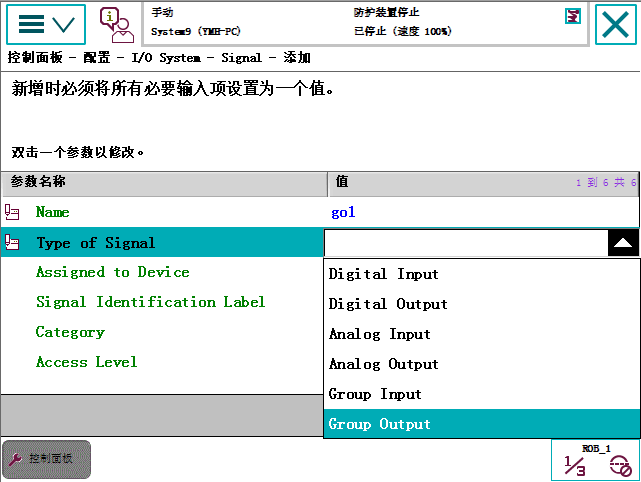 手动
防护装置停止
System9 (YMH-PC)
已停止 (速度 100%)
控制面板 - 配置 - I/O System - Signal - 添加
新增时必须将所有必要输入项设置为一个值。
双击一个参数以修改。
参数名称
值
1 到 6 共 6
Name
go1
Type of Signal
Assigned to Device
Signal Identification Label
Category
Access Level
Digital Input
Digital Output
Analog Input
Analog Output
Group Input
Group Output
控制面板
ROB_1
1/3